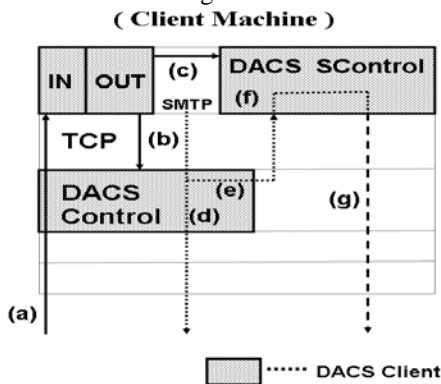 ( Client Machine )
IN OUT (c) DACS SControl
SMTP (f)
TCP (b)
DACS Control (e) (d) (g)
(a)
DACS Client